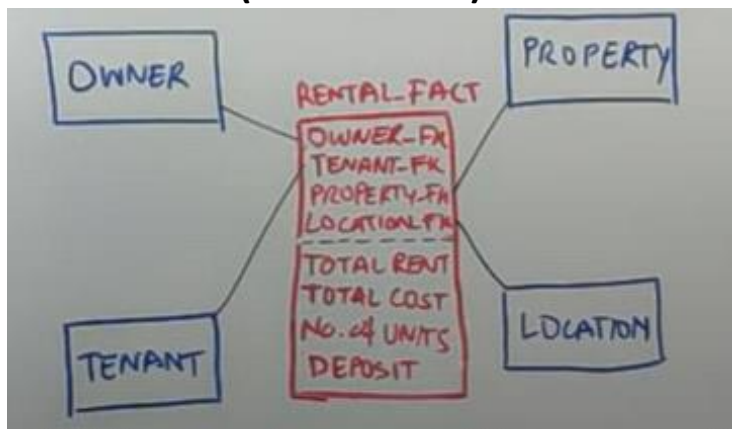 OWNER
PROPERTY
RENTAL_FACT
OWNER_FK
TENANT_FK
PROPERTY_FK
LOCATION_FK
TOTAL RENT
TOTAL COST
No. of UNITS
DEPOSIT
TENANT
LOCATION